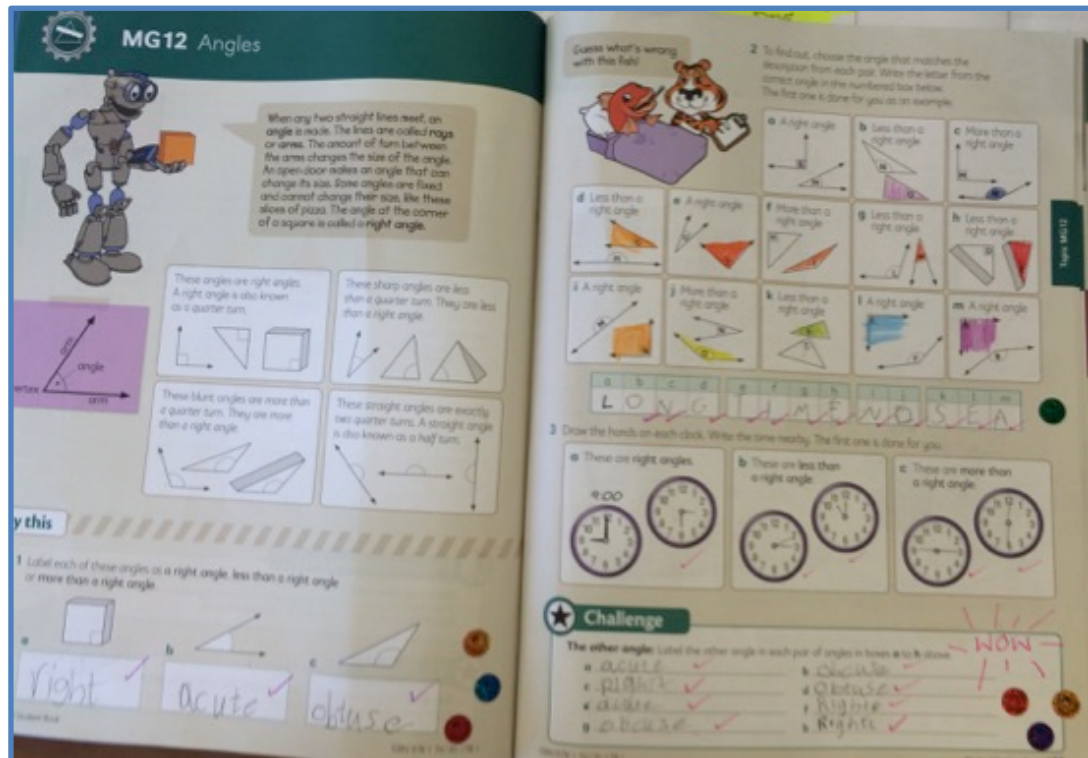 MG12 Angles
When any two straight lines meet, an
angle is made. The lines are called rays
or arms. The amount of turn between
the arms changes the size of the angle.
An open door makes an angle that can
change its size. Some angles are fixed
and cannot change their size, like these
slices of pizza. The angle at the corner
of a square is called a right angle.
arm
angle
vertex
arm
These angles are right angles.
A right angle is also known
as a quarter turn.
These sharp angles are less
than a quarter turn. They are less
than a right angle.
These blunt angles are more than
a quarter turn. They are more
than a right angle.
These straight angles are exactly
two quarter turns. A straight angle
is also known as a half turn.
y this
1 Label each of these angles as a right angle, less than a right angle
or more than a right angle.
a
right
b
acute
c
obtuse
Student Book
Guess what's wrong
with this fish!
2 To find out, choose the angle that matches the
description from each pair. Write the letter from the
correct angle in the numbered box below.
The first one is done for you as an example.
a A right angle
b Less than a
right angle
c More than a
right angle
d Less than a
right angle
e A right angle
f More than a
right angle
g Less than a
right angle
h Less than a
right angle
i A right angle
j More than a
right angle
k Less than a
right angle
l A right angle
m A right angle
Topic MG12
a b c d e f g h i j k l m
L O N G T I M E N O S E A
3 Draw the hands on each clock. Write the time nearby. The first one is done for you.
a These are right angles.
9:00
b These are less than
a right angle.
c These are more than
a right angle.
Challenge
The other angle: Label the other angle in each pair of angles in boxes a to h above.
WOW
a acute
b obcuse
c right
d obtuse
e acute
f Righte
g obcuse
h Righte